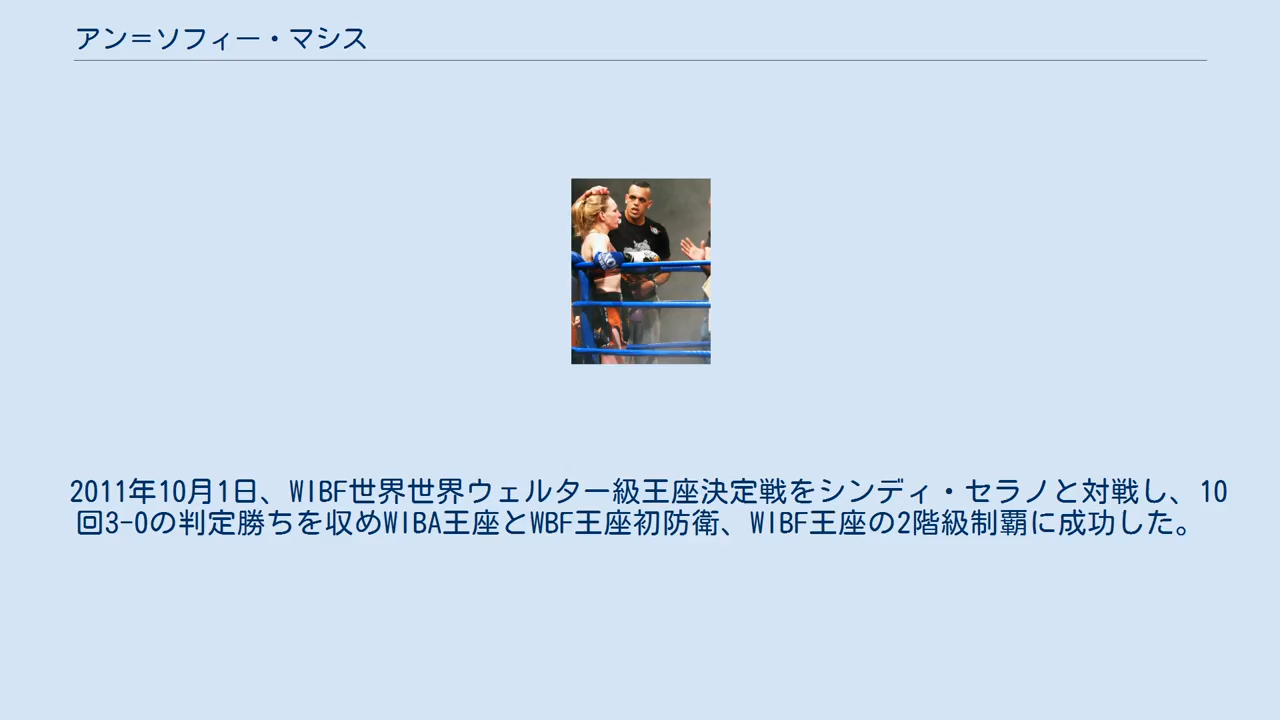 アン＝ソフィー・マシス
2011年10月1日、WIBF世界世界ウェルター級王座決定戦をシンディ・セラノと対戦し、10
回3-0の判定勝ちを収めWIBA王座とWBF王座初防衛、WIBF王座の2階級制覇に成功した。